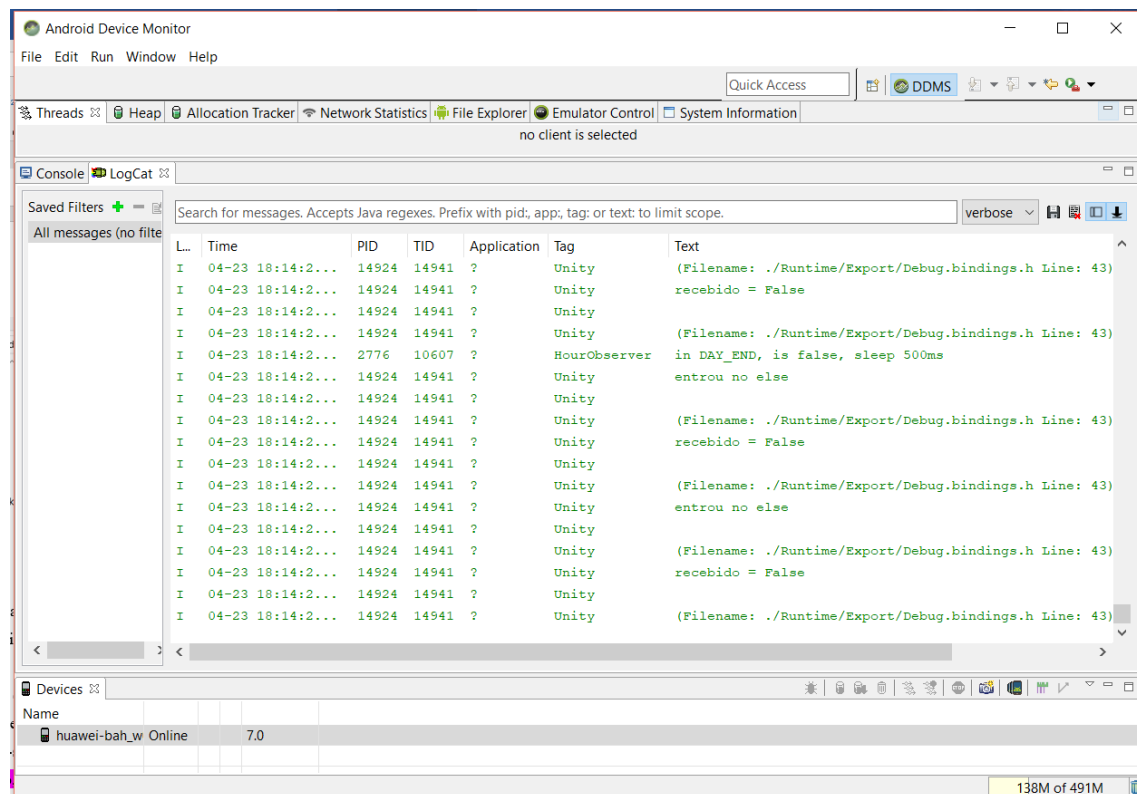 Android Device Monitor
File Edit Run Window Help
Quick Access DDMS
Threads Heap Allocation Tracker Network Statistics File Explorer Emulator Control System Information
no client is selected
Console LogCat
Saved Filters
All messages (no filte
Search for messages. Accepts Java regexes. Prefix with pid:, app:, tag: or text: to limit scope. verbose
L... Time PID TID Application Tag Text
I 04-23 18:14:2... 14924 14941 ? Unity (Filename: ./Runtime/Export/Debug.bindings.h Line: 43)
I 04-23 18:14:2... 14924 14941 ? Unity recebido = False
I 04-23 18:14:2... 14924 14941 ? Unity
I 04-23 18:14:2... 14924 14941 ? Unity (Filename: ./Runtime/Export/Debug.bindings.h Line: 43)
I 04-23 18:14:2... 2776 10607 ? HourObserver in DAY_END, is false, sleep 500ms
I 04-23 18:14:2... 14924 14941 ? Unity entrou no else
I 04-23 18:14:2... 14924 14941 ? Unity
I 04-23 18:14:2... 14924 14941 ? Unity (Filename: ./Runtime/Export/Debug.bindings.h Line: 43)
I 04-23 18:14:2... 14924 14941 ? Unity recebido = False
I 04-23 18:14:2... 14924 14941 ? Unity
I 04-23 18:14:2... 14924 14941 ? Unity (Filename: ./Runtime/Export/Debug.bindings.h Line: 43)
I 04-23 18:14:2... 14924 14941 ? Unity entrou no else
I 04-23 18:14:2... 14924 14941 ? Unity
I 04-23 18:14:2... 14924 14941 ? Unity (Filename: ./Runtime/Export/Debug.bindings.h Line: 43)
I 04-23 18:14:2... 14924 14941 ? Unity recebido = False
I 04-23 18:14:2... 14924 14941 ? Unity
I 04-23 18:14:2... 14924 14941 ? Unity (Filename: ./Runtime/Export/Debug.bindings.h Line: 43)
Devices
Name
huawei-bah_w Online 7.0
138M of 491M